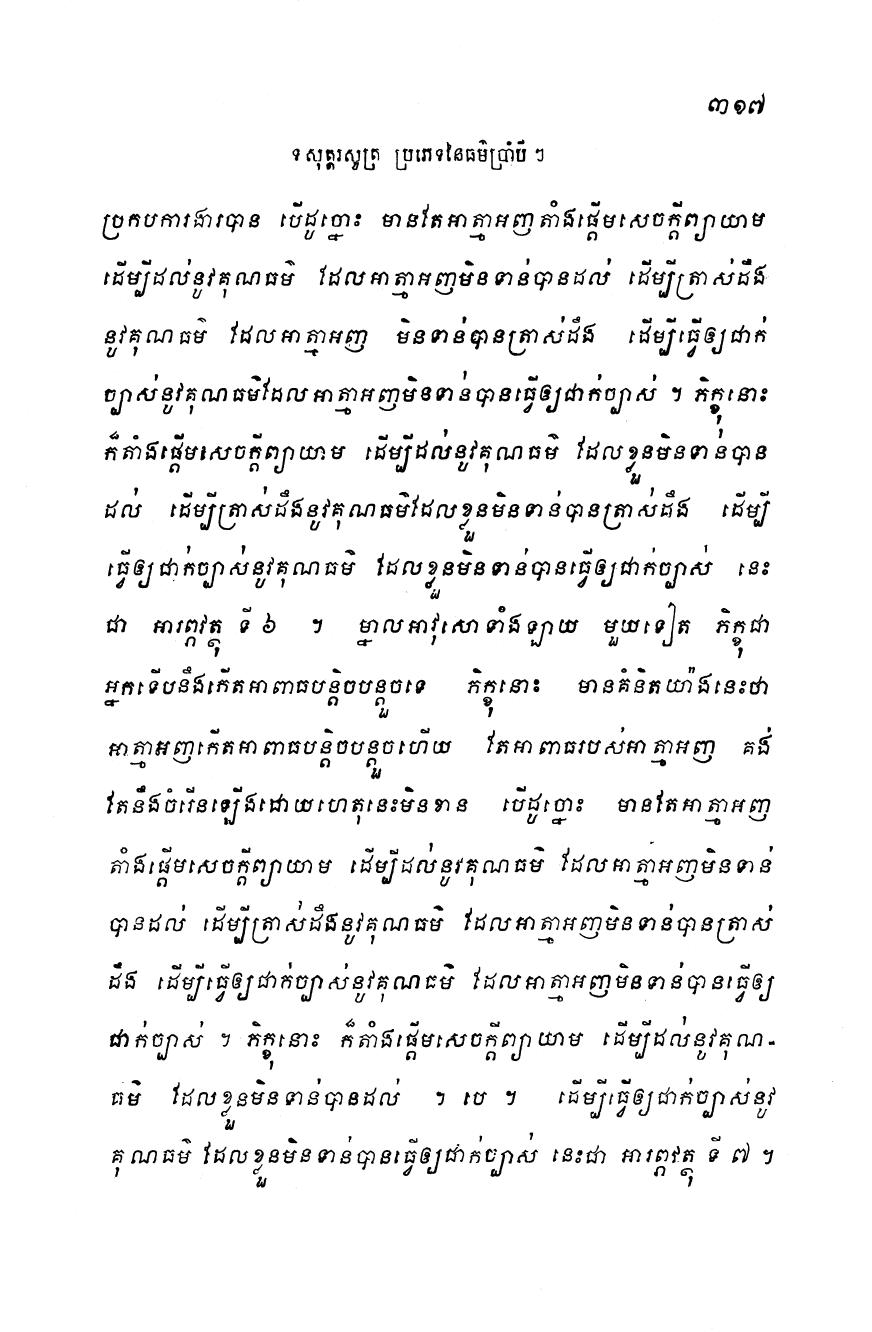 ៣១៧
ទសុត្តរសូត្រ ប្រភេទនៃធម៌ប្រាំបី ៗ
ប្រកបការងារបាន បើដូច្នោះ មានតែអាត្មាអញតាំងផ្តើមសេចក្តីព្យាយាម
ដើម្បីដល់នូវគុណធម៌ ដែលអាត្មាអញមិនទាន់បានដល់ ដើម្បីត្រាស់ដឹង
នូវគុណធម៌ ដែលអាត្មាអញ មិនទាន់បានត្រាស់ដឹង ដើម្បីធ្វើឲ្យជាក់
ច្បាស់នូវគុណធម៌ដែលអាត្មាអញមិនទាន់បានធ្វើឲ្យជាក់ច្បាស់ ។ ភិក្ខុនោះ
ក៏តាំងផ្តើមសេចក្តីព្យាយាម ដើម្បីដល់នូវគុណធម៌ ដែលខ្លួនមិនទាន់បាន
ដល់ ដើម្បីត្រាស់ដឹងនូវគុណធម៌ដែលខ្លួនមិនទាន់បានត្រាស់ដឹង ដើម្បី
ធ្វើឲ្យជាក់ច្បាស់នូវគុណធម៌ ដែលខ្លួនមិនទាន់បានធ្វើឲ្យជាក់ច្បាស់ នេះ
ជា អារព្ភវត្ថុ ទី ៦ ។ ម្នាលអាវុសោទាំងឡាយ មួយទៀត ភិក្ខុជា
អ្នកទើបនឹងកើតអាពាធបន្តិចបន្តួចទេ ភិក្ខុនោះ មានគំនិតយ៉ាងនេះថា
អាត្មាអញកើតអាពាធបន្តិចបន្តួចហើយ តែអាពាធរបស់អាត្មាអញ គង់
តែនឹងចំរើនឡើងដោយហេតុនេះមិនខាន បើដូច្នោះ មានតែអាត្មាអញ
តាំងផ្តើមសេចក្តីព្យាយាម ដើម្បីដល់នូវគុណធម៌ ដែលអាត្មាអញមិនទាន់
បានដល់ ដើម្បីត្រាស់ដឹងនូវគុណធម៌ ដែលអាត្មាអញមិនទាន់បានត្រាស់
ដឹង ដើម្បីធ្វើឲ្យជាក់ច្បាស់នូវគុណធម៌ ដែលអាត្មាអញមិនទាន់បានធ្វើឲ្យ
ជាក់ច្បាស់ ។ ភិក្ខុនោះ ក៏តាំងផ្តើមសេចក្តីព្យាយាម ដើម្បីដល់នូវគុណ-
ធម៌ ដែលខ្លួនមិនទាន់បានដល់ ។ បេ ។ ដើម្បីធ្វើឲ្យជាក់ច្បាស់នូវ
គុណធម៌ ដែលខ្លួនមិនទាន់បានធ្វើឲ្យជាក់ច្បាស់ នេះជា អារព្ភវត្ថុ ទី ៧ ។